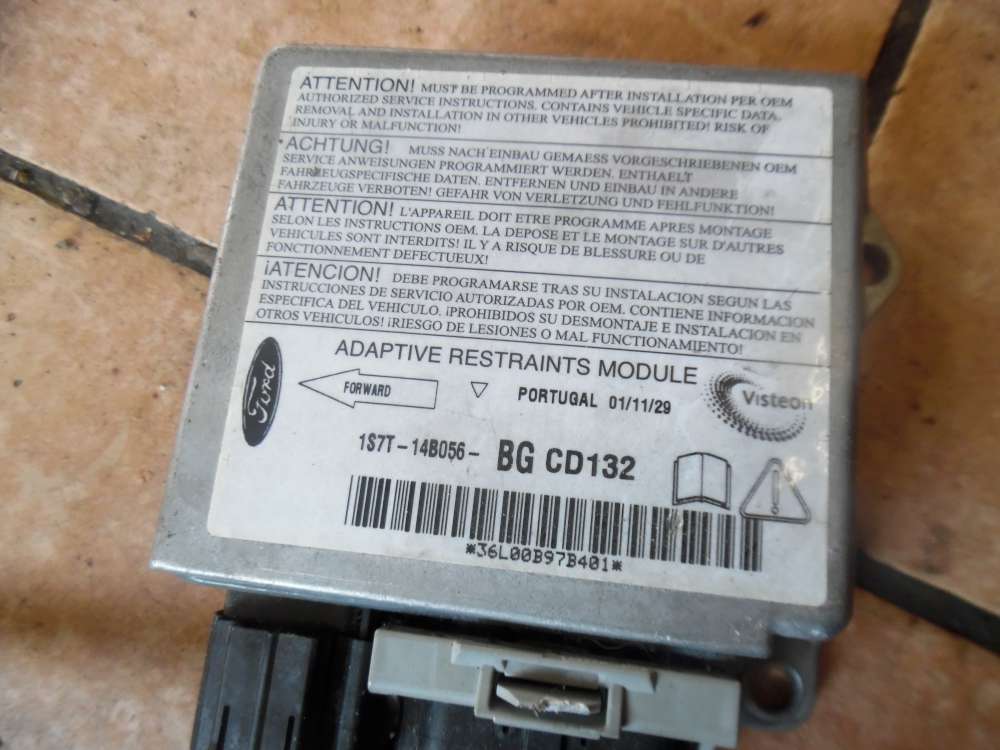 ATTENTION! MUST BE PROGRAMMED AFTER INSTALLATION PER OEM
AUTHORIZED SERVICE INSTRUCTIONS. CONTAINS VEHICLE SPECIFIC DATA.
REMOVAL AND INSTALLATION IN OTHER VEHICLES PROHIBITED! RISK OF
INJURY OR MALFUNCTION!
ACHTUNG! MUSS NACH EINBAU GEMAESS VORGESCHRIEBENEN OEM
SERVICE ANWEISUNGEN PROGRAMMIERT WERDEN. ENTHAELT
FAHRZEUGSPEZIFISCHE DATEN. ENTFERNEN UND EINBAU IN ANDERE
FAHRZEUGE VERBOTEN! GEFAHR VON VERLETZUNG UND FEHLFUNKTION!
ATTENTION! L'APPAREIL DOIT ETRE PROGRAMME APRES MONTAGE
SELON LES INSTRUCTIONS OEM. LA DEPOSE ET LE MONTAGE SUR D'AUTRES
VEHICULES SONT INTERDITS! IL Y A RISQUE DE BLESSURE OU DE
FONCTIONNEMENT DEFECTUEUX!
¡ATENCION! DEBE PROGRAMARSE TRAS SU INSTALACION SEGUN LAS
INSTRUCCIONES DE SERVICIO AUTORIZADAS POR OEM. CONTIENE INFORMACION
ESPECIFICA DEL VEHICULO. ¡PROHIBIDOS SU DESMONTAJE E INSTALACION EN
OTROS VEHICULOS! ¡RIESGO DE LESIONES O MAL FUNCIONAMIENTO!
ADAPTIVE RESTRAINTS MODULE
Ford
FORWARD
PORTUGAL 01/11/29
Visteon
1S7T-14B056- BG CD132
*36L00B97B401*